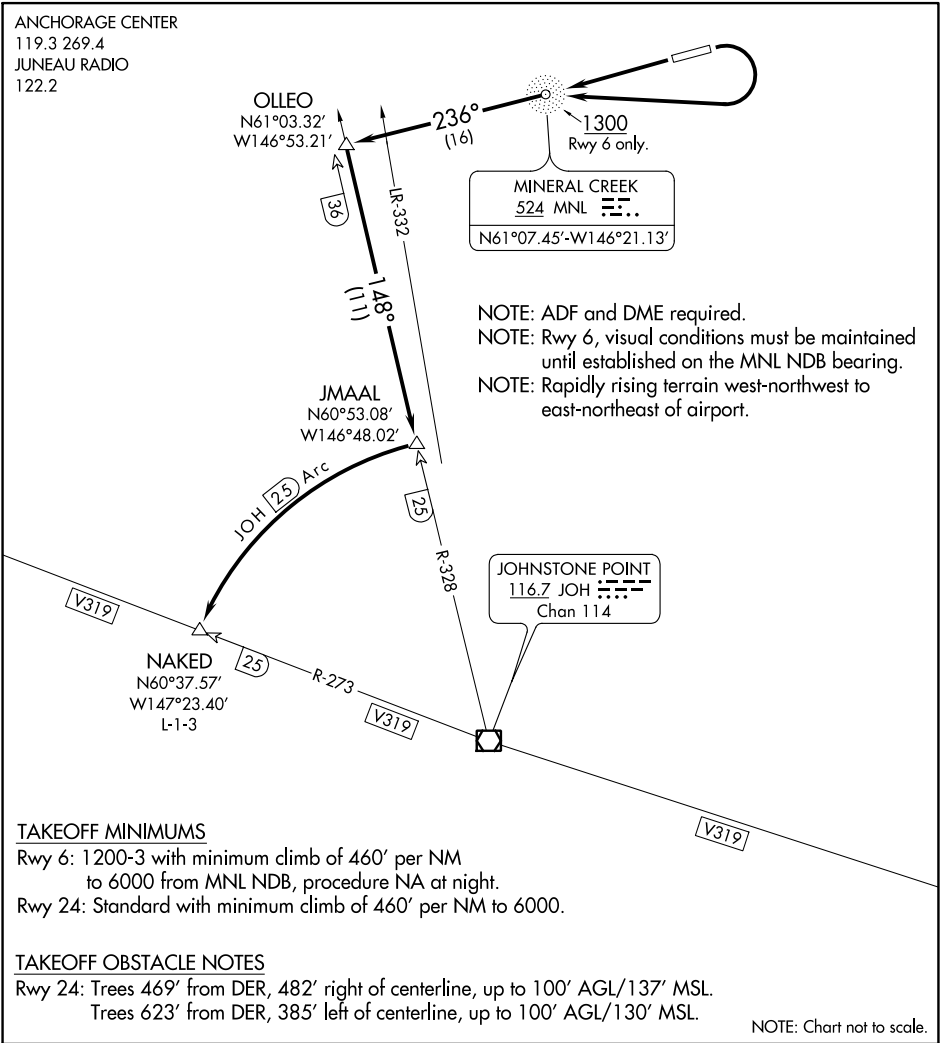 ANCHORAGE CENTER
119.3 269.4
JUNEAU RADIO
122.2
OLLEO
N61°03.32'
W146°53.21'
236°
(16)
1300
Rwy 6 only.
MINERAL CREEK
524 MNL
N61°07.45'-W146°21.13'
36
LR-332
148°
(11)
NOTE: ADF and DME required.
NOTE: Rwy 6, visual conditions must be maintained
until established on the MNL NDB bearing.
NOTE: Rapidly rising terrain west-northwest to
east-northeast of airport.
JMAAL
N60°53.08'
W146°48.02'
JOH 25 Arc
25
R-328
JOHNSTONE POINT
116.7 JOH
Chan 114
V319
NAKED
N60°37.57'
W147°23.40'
L-1-3
25
R-273
V319
V319
TAKEOFF MINIMUMS
Rwy 6: 1200-3 with minimum climb of 460' per NM
to 6000 from MNL NDB, procedure NA at night.
Rwy 24: Standard with minimum climb of 460' per NM to 6000.
TAKEOFF OBSTACLE NOTES
Rwy 24: Trees 469' from DER, 482' right of centerline, up to 100' AGL/137' MSL.
Trees 623' from DER, 385' left of centerline, up to 100' AGL/130' MSL.
NOTE: Chart not to scale.